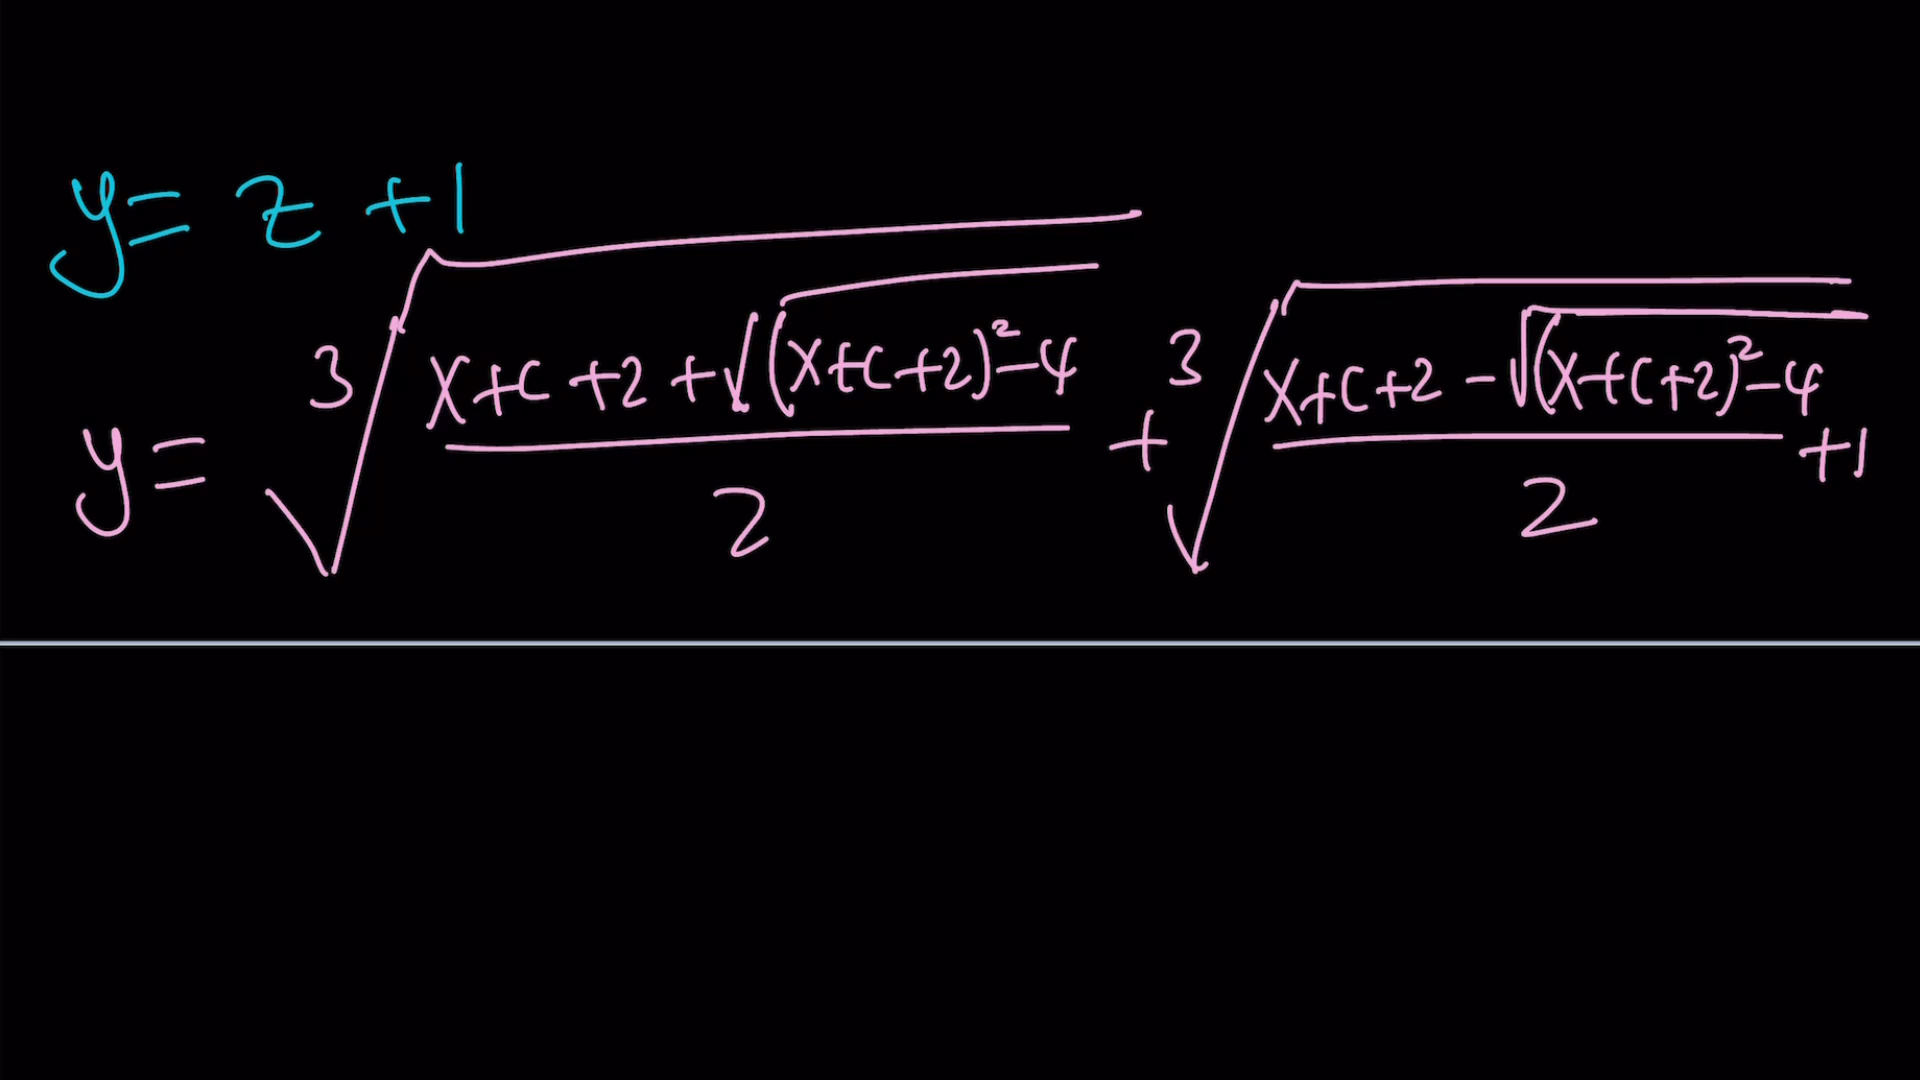 y = z + 1
y = ∛((x+c+2+√((x+c+2)²-4))/2) + ∛((x+c+2-√((x+c+2)²-4))/2) + 1